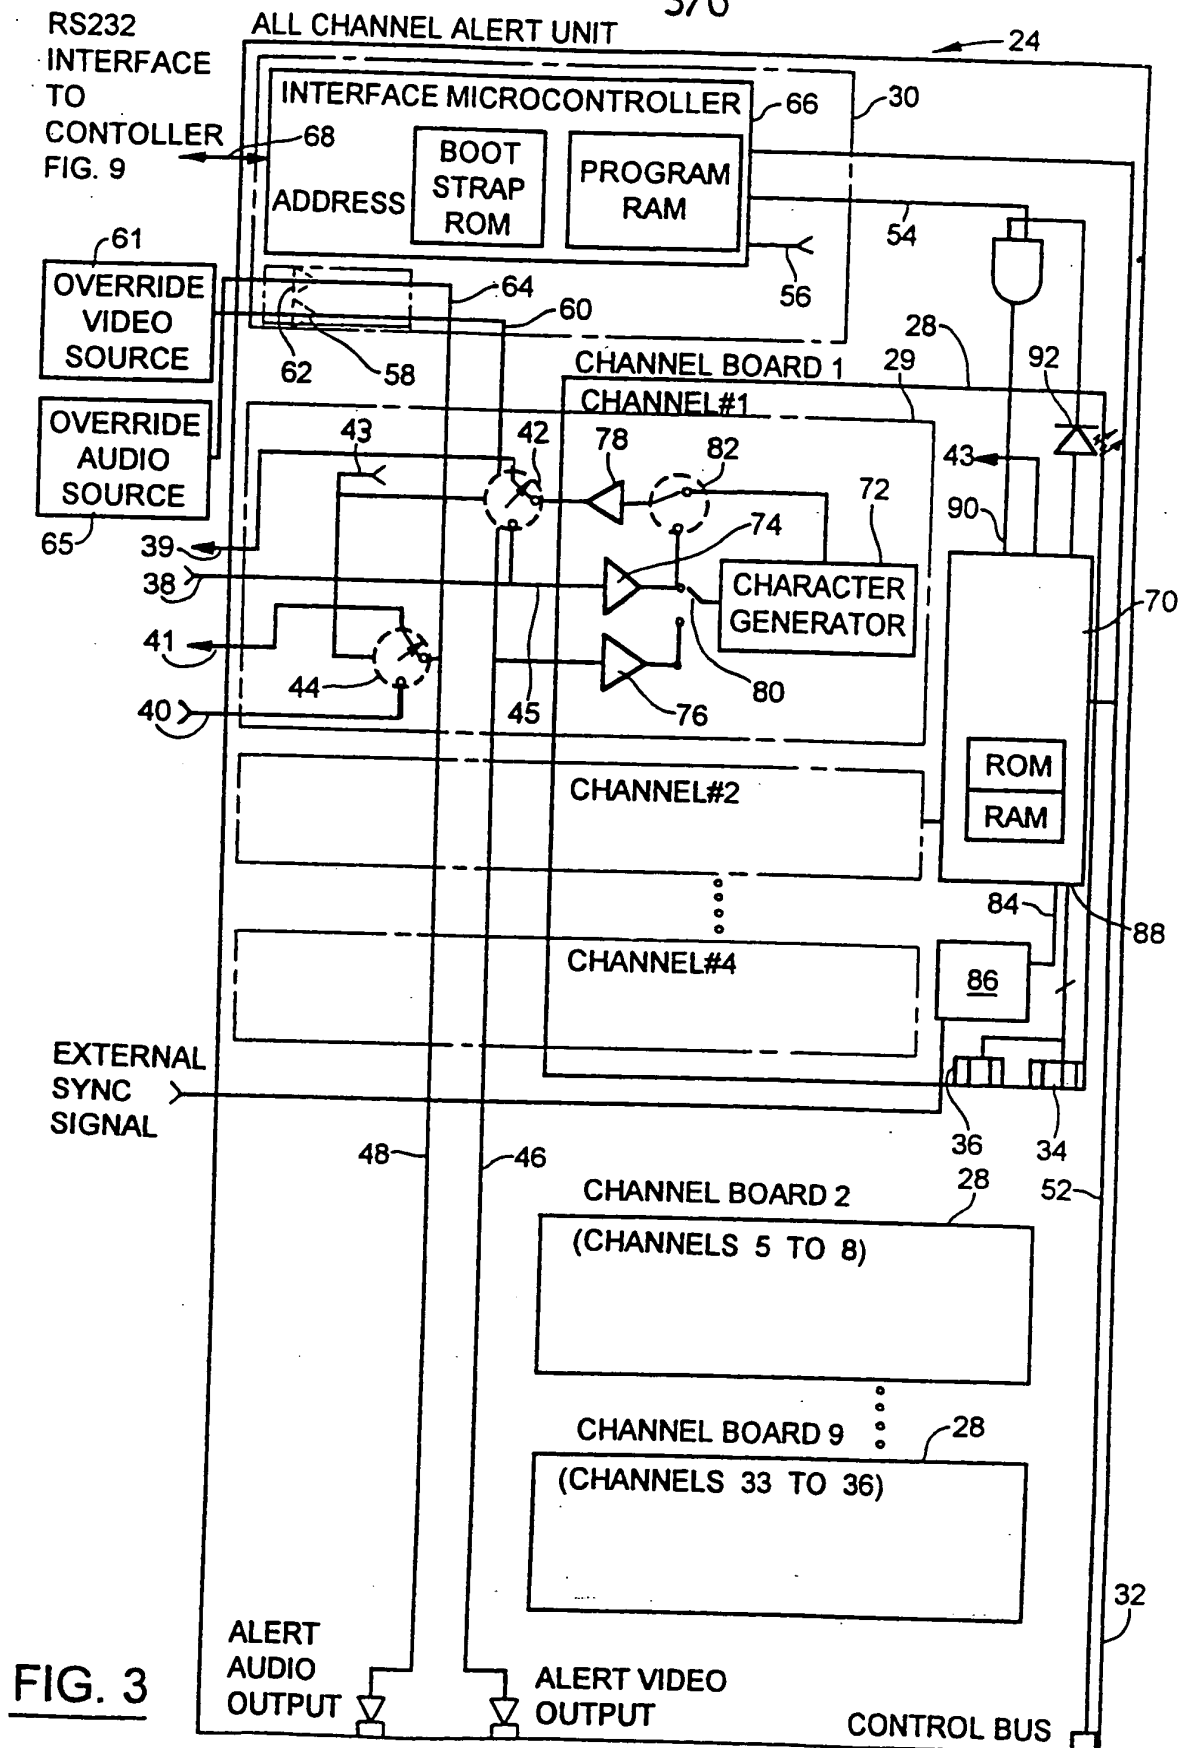 3/6
RS232
INTERFACE
TO
CONTOLLER
FIG. 9
ALL CHANNEL ALERT UNIT
24
INTERFACE MICROCONTROLLER
66
30
68
ADDRESS
BOOT
STRAP
ROM
PROGRAM
RAM
54
56
61
OVERRIDE
VIDEO
SOURCE
64
60
62
58
28
CHANNEL BOARD 1
29
92
CHANNEL#1
OVERRIDE
AUDIO
SOURCE
43
42
78
82
43
72
74
90
65
39
38
CHARACTER
GENERATOR
70
41
44
40
45
76
80
ROM
RAM
CHANNEL#2
84
88
CHANNEL#4
86
EXTERNAL
SYNC
SIGNAL
48
46
36
34
52
CHANNEL BOARD 2
28
(CHANNELS 5 TO 8)
CHANNEL BOARD 9
28
(CHANNELS 33 TO 36)
32
ALERT
AUDIO
OUTPUT
ALERT VIDEO
OUTPUT
CONTROL BUS
FIG. 3